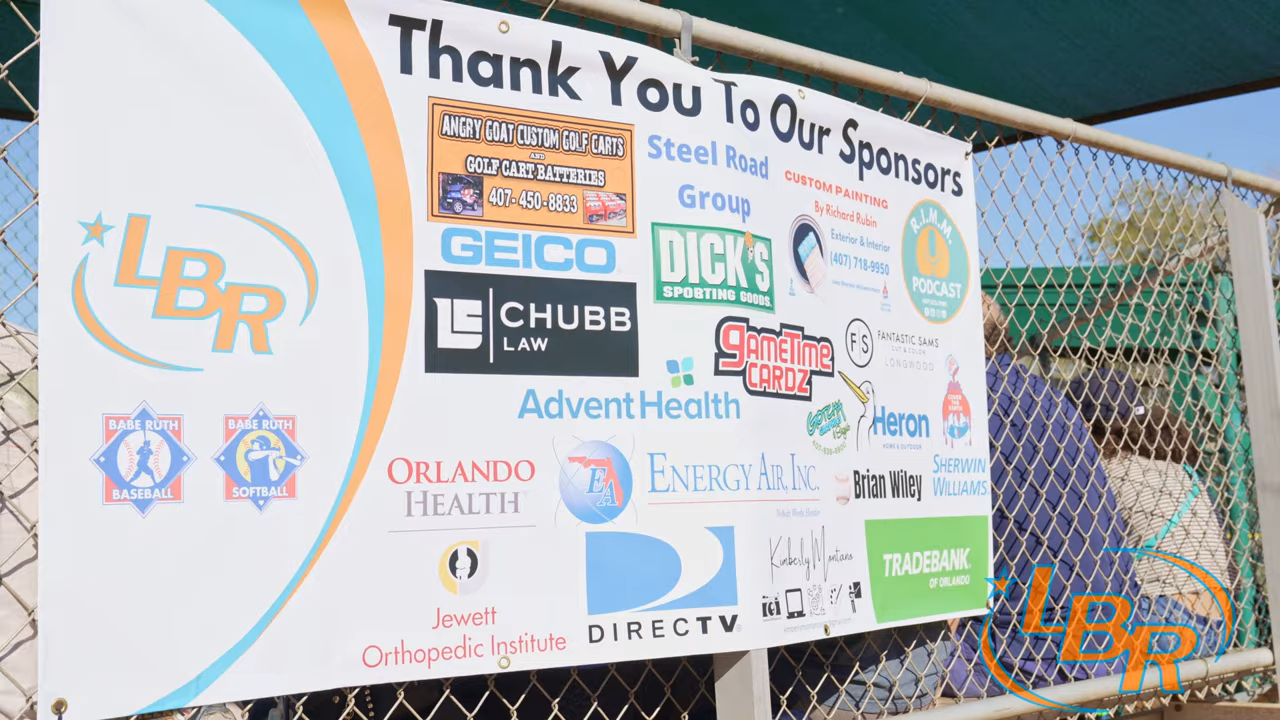 Thank You To Our Sponsors
LBR
BABE RUTH
BASEBALL
BABE RUTH
SOFTBALL
ANGRY GOAT CUSTOM GOLF CARTS
AND
GOLF CART BATTERIES
407-450-8833
Steel Road
Group
CUSTOM PAINTING
By Richard Rubin
Exterior & Interior
(407) 718-9950
R.I.M.M.
PODCAST
GEICO
DICK'S
SPORTING GOODS.
CHUBB
LAW
GAMETIME
CARDZ
FS
FANTASTIC SAMS
CUT & COLOR
LONGWOOD
AdventHealth
Heron
HOME & OUTDOOR
ORLANDO
HEALTH®
EA
ENERGY AIR, INC.
Brian Wiley
SHERWIN
WILLIAMS.
Jewett
Orthopedic Institute
DIRECTV
Kimberly Montano
TRADEBANK
OF ORLANDO
LBR